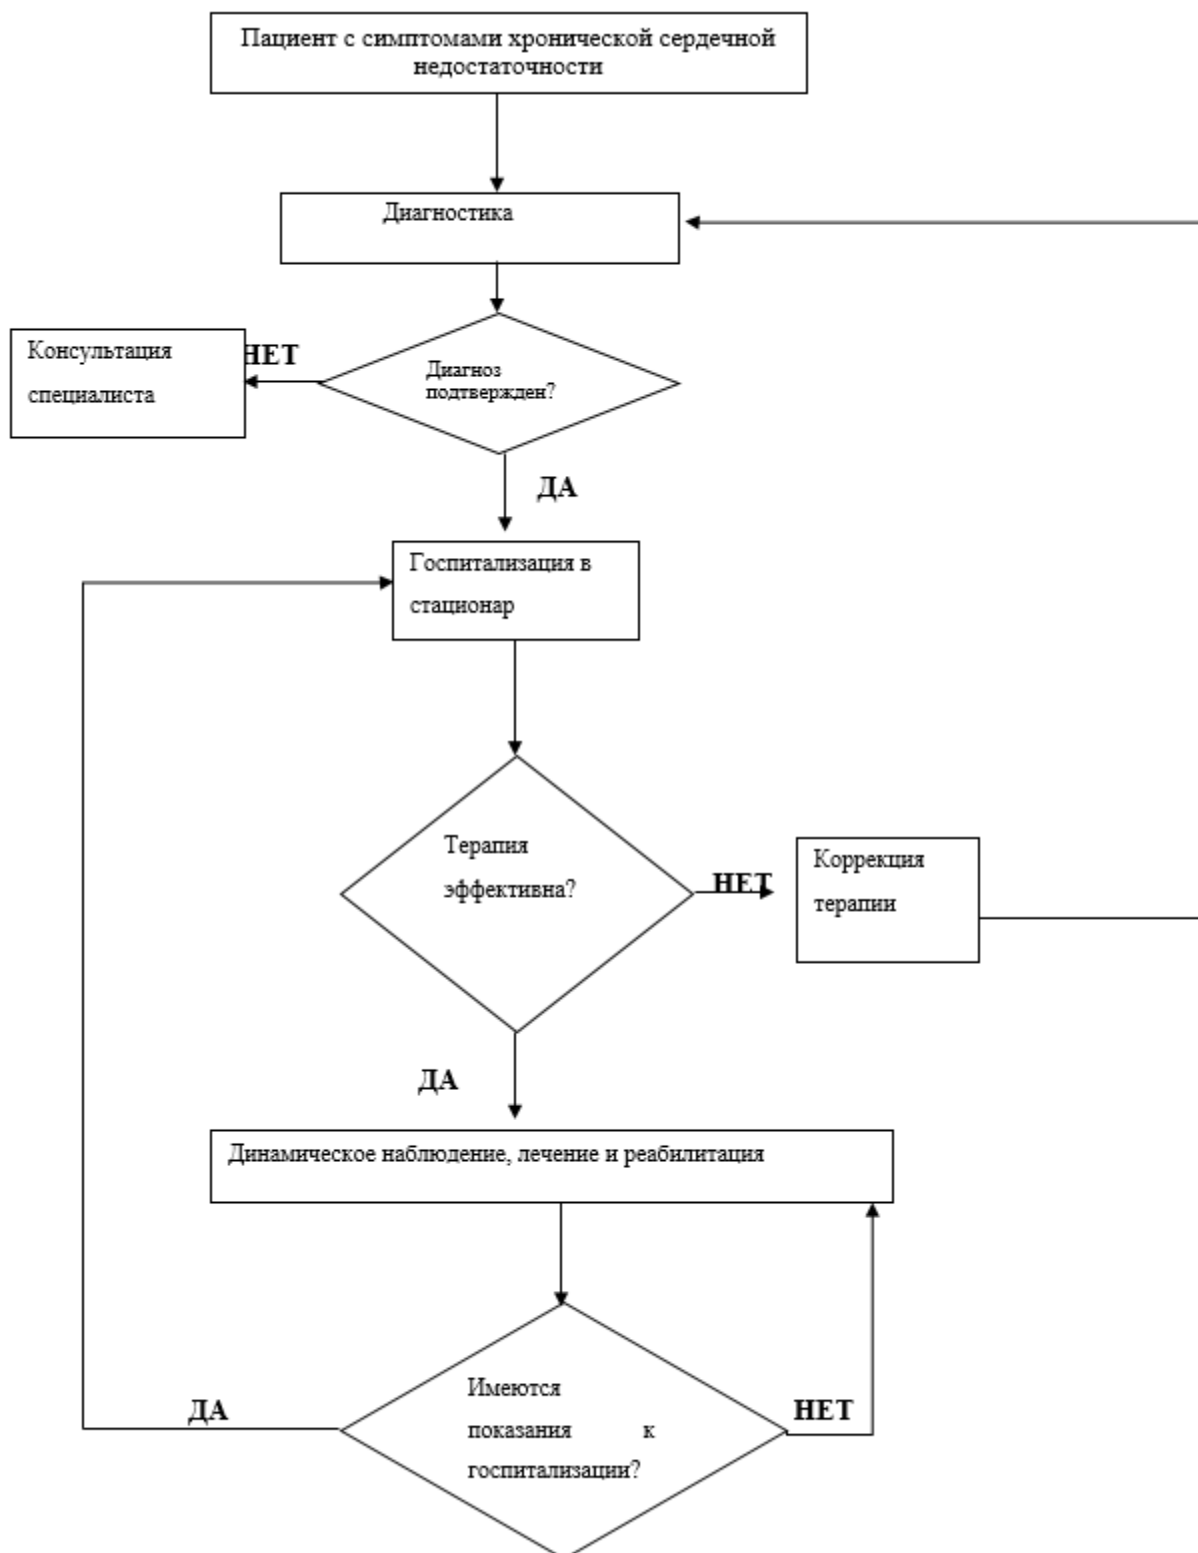 Пациент с симптомами хронической сердечной
недостаточности
Диагностика
Диагноз
подтвержден?
НЕТ
Консультация
специалиста
ДА
Госпитализация в
стационар
Терапия
эффективна?
НЕТ
Коррекция
терапии
ДА
Динамическое наблюдение, лечение и реабилитация
Имеются
показания к
госпитализации?
ДА
НЕТ